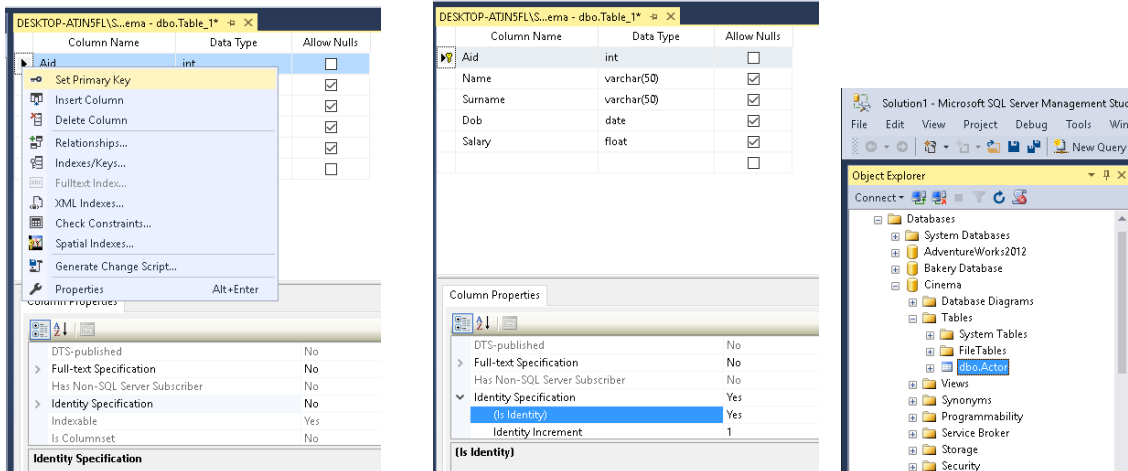 DESKTOP-ATJN5FL\S...ema - dbo.Table_1*
Column Name Data Type Allow Nulls
Aid int
Set Primary Key
Insert Column
Delete Column
Relationships...
Indexes/Keys...
Fulltext Index...
XML Indexes...
Check Constraints...
Spatial Indexes...
Generate Change Script...
Properties Alt+Enter
Column Properties
DTS-published No
Full-text Specification No
Has Non-SQL Server Subscriber No
Identity Specification No
Indexable Yes
Is Columnset No
Identity Specification
DESKTOP-ATJN5FL\S...ema - dbo.Table_1*
Column Name Data Type Allow Nulls
Aid int
Name varchar(50)
Surname varchar(50)
Dob date
Salary float
Column Properties
DTS-published No
Full-text Specification No
Has Non-SQL Server Subscriber No
Identity Specification Yes
(Is Identity) Yes
Identity Increment 1
(Is Identity)
Solution1 - Microsoft SQL Server Management Stud
File Edit View Project Debug Tools Win
New Query
Object Explorer
Connect
Databases
System Databases
AdventureWorks2012
Bakery Database
Cinema
Database Diagrams
Tables
System Tables
FileTables
dbo.Actor
Views
Synonyms
Programmability
Service Broker
Storage
Security